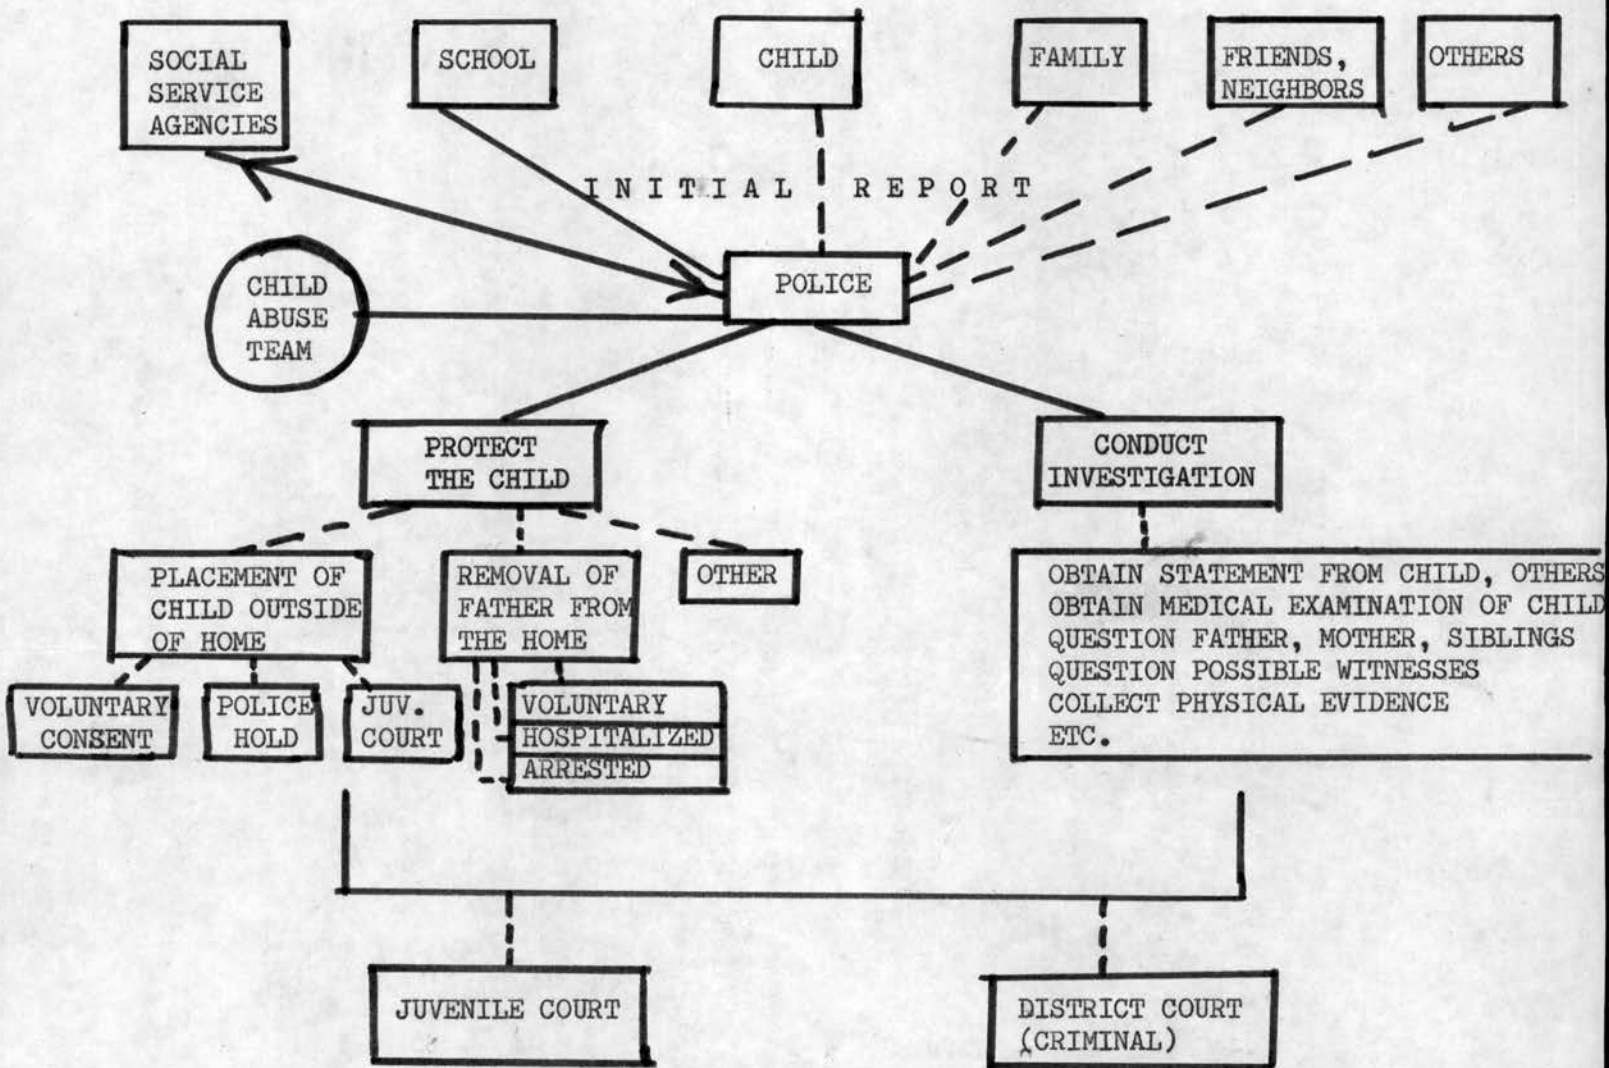 SOCIAL
SERVICE
AGENCIES
SCHOOL
CHILD
FAMILY
FRIENDS,
NEIGHBORS
OTHERS
INITIAL REPORT
CHILD
ABUSE
TEAM
POLICE
PROTECT
THE CHILD
CONDUCT
INVESTIGATION
PLACEMENT OF
CHILD OUTSIDE
OF HOME
REMOVAL OF
FATHER FROM
THE HOME
OTHER
OBTAIN STATEMENT FROM CHILD, OTHERS
OBTAIN MEDICAL EXAMINATION OF CHILD
QUESTION FATHER, MOTHER, SIBLINGS
QUESTION POSSIBLE WITNESSES
COLLECT PHYSICAL EVIDENCE
ETC.
VOLUNTARY
CONSENT
POLICE
HOLD
JUV.
COURT
VOLUNTARY
HOSPITALIZED
ARRESTED
JUVENILE COURT
DISTRICT COURT
(CRIMINAL)